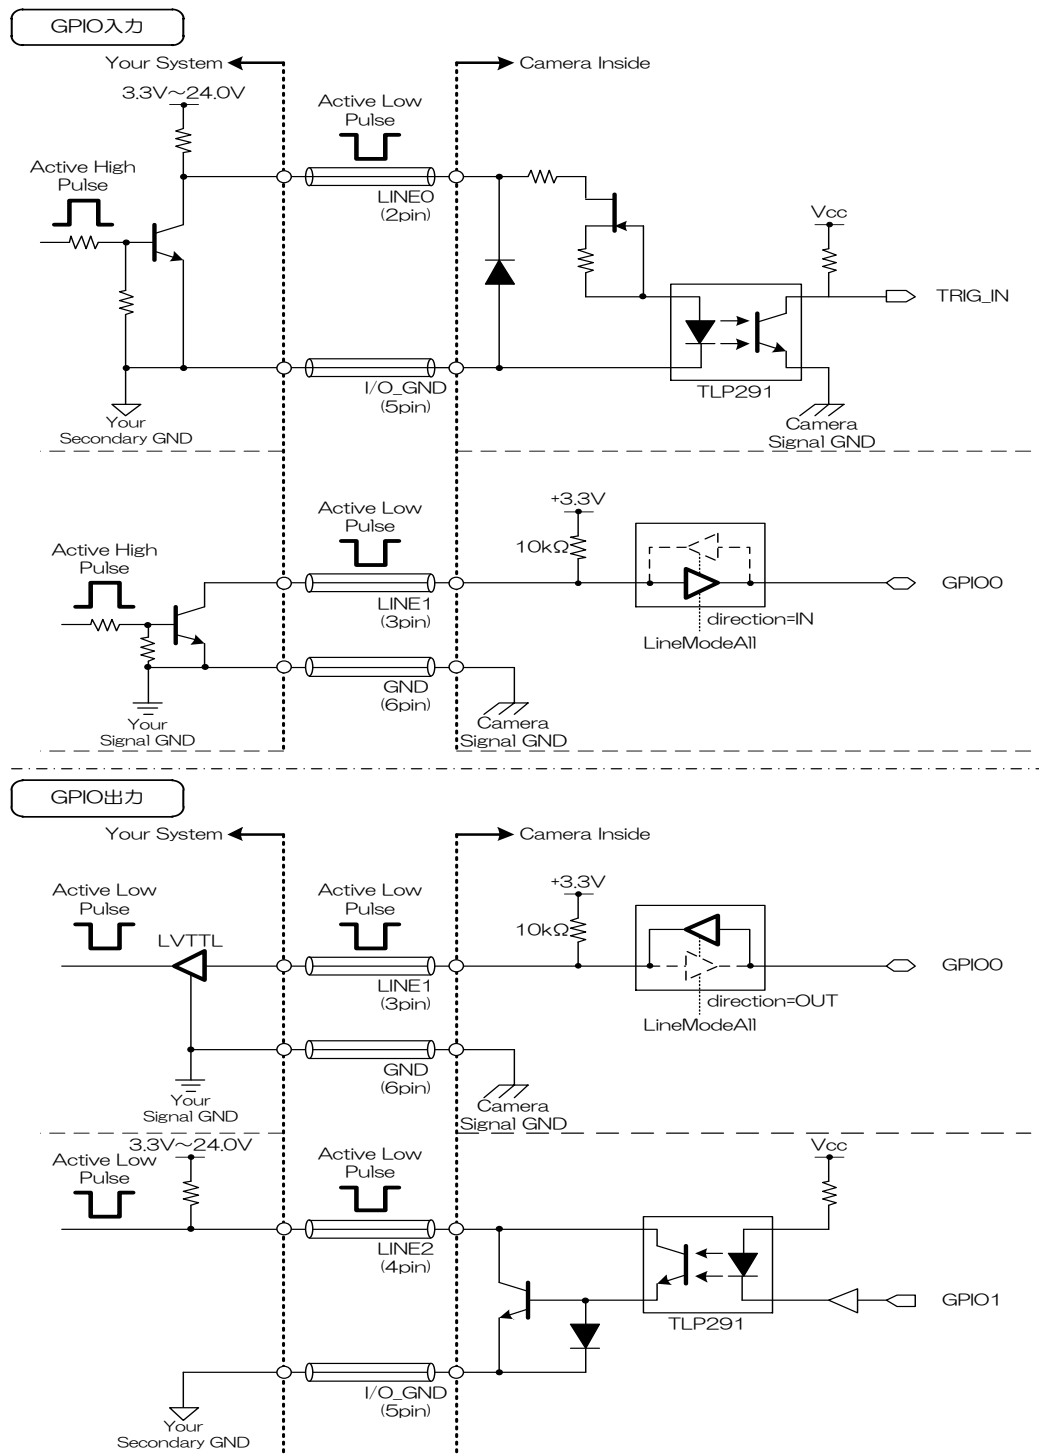 GPIO入力
Your System
Camera Inside
3.3V～24.0V
Active Low
Pulse
Active High
Pulse
LINE0
(2pin)
Vcc
TRIG_IN
I/O_GND
(5pin)
TLP291
Your
Secondary GND
Camera
Signal GND
Active Low
Pulse
+3.3V
10kΩ
Active High
Pulse
LINE1
(3pin)
GPIO0
direction=IN
LineModeAll
GND
(6pin)
Your
Signal GND
Camera
Signal GND
GPIO出力
Your System
Camera Inside
Active Low
Pulse
LVTTL
Active Low
Pulse
+3.3V
10kΩ
LINE1
(3pin)
GPIO0
direction=OUT
LineModeAll
GND
(6pin)
Your
Signal GND
Camera
Signal GND
3.3V～24.0V
Active Low
Pulse
Active Low
Pulse
Vcc
LINE2
(4pin)
GPIO1
TLP291
I/O_GND
(5pin)
Your
Secondary GND